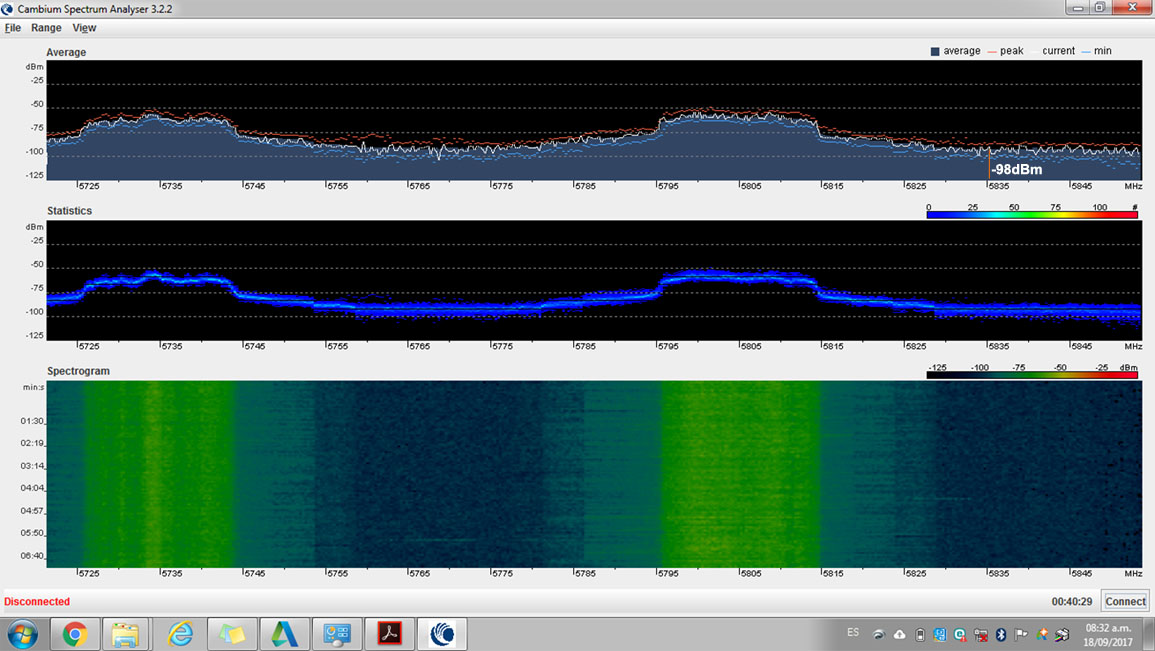 Cambium Spectrum Analyser 3.2.2
File Range View
Average
average peak current min
dBm
-25
-50
-75
-100
-125
-98dBm
5725 5735 5745 5755 5765 5775 5785 5795 5805 5815 5825 5835 5845 MHz
Statistics
0 25 50 75 100 #
dBm
-25
-50
-75
-100
-125
5725 5735 5745 5755 5765 5775 5785 5795 5805 5815 5825 5835 5845 MHz
Spectrogram
-125 -100 -75 -50 -25 dBm
min:s
01:30
02:19
03:14
04:04
04:57
05:50
06:40
5725 5735 5745 5755 5765 5775 5785 5795 5805 5815 5825 5835 5845 MHz
Disconnected 00:40:29 Connect
ES
08:32 a.m.
18/09/2017